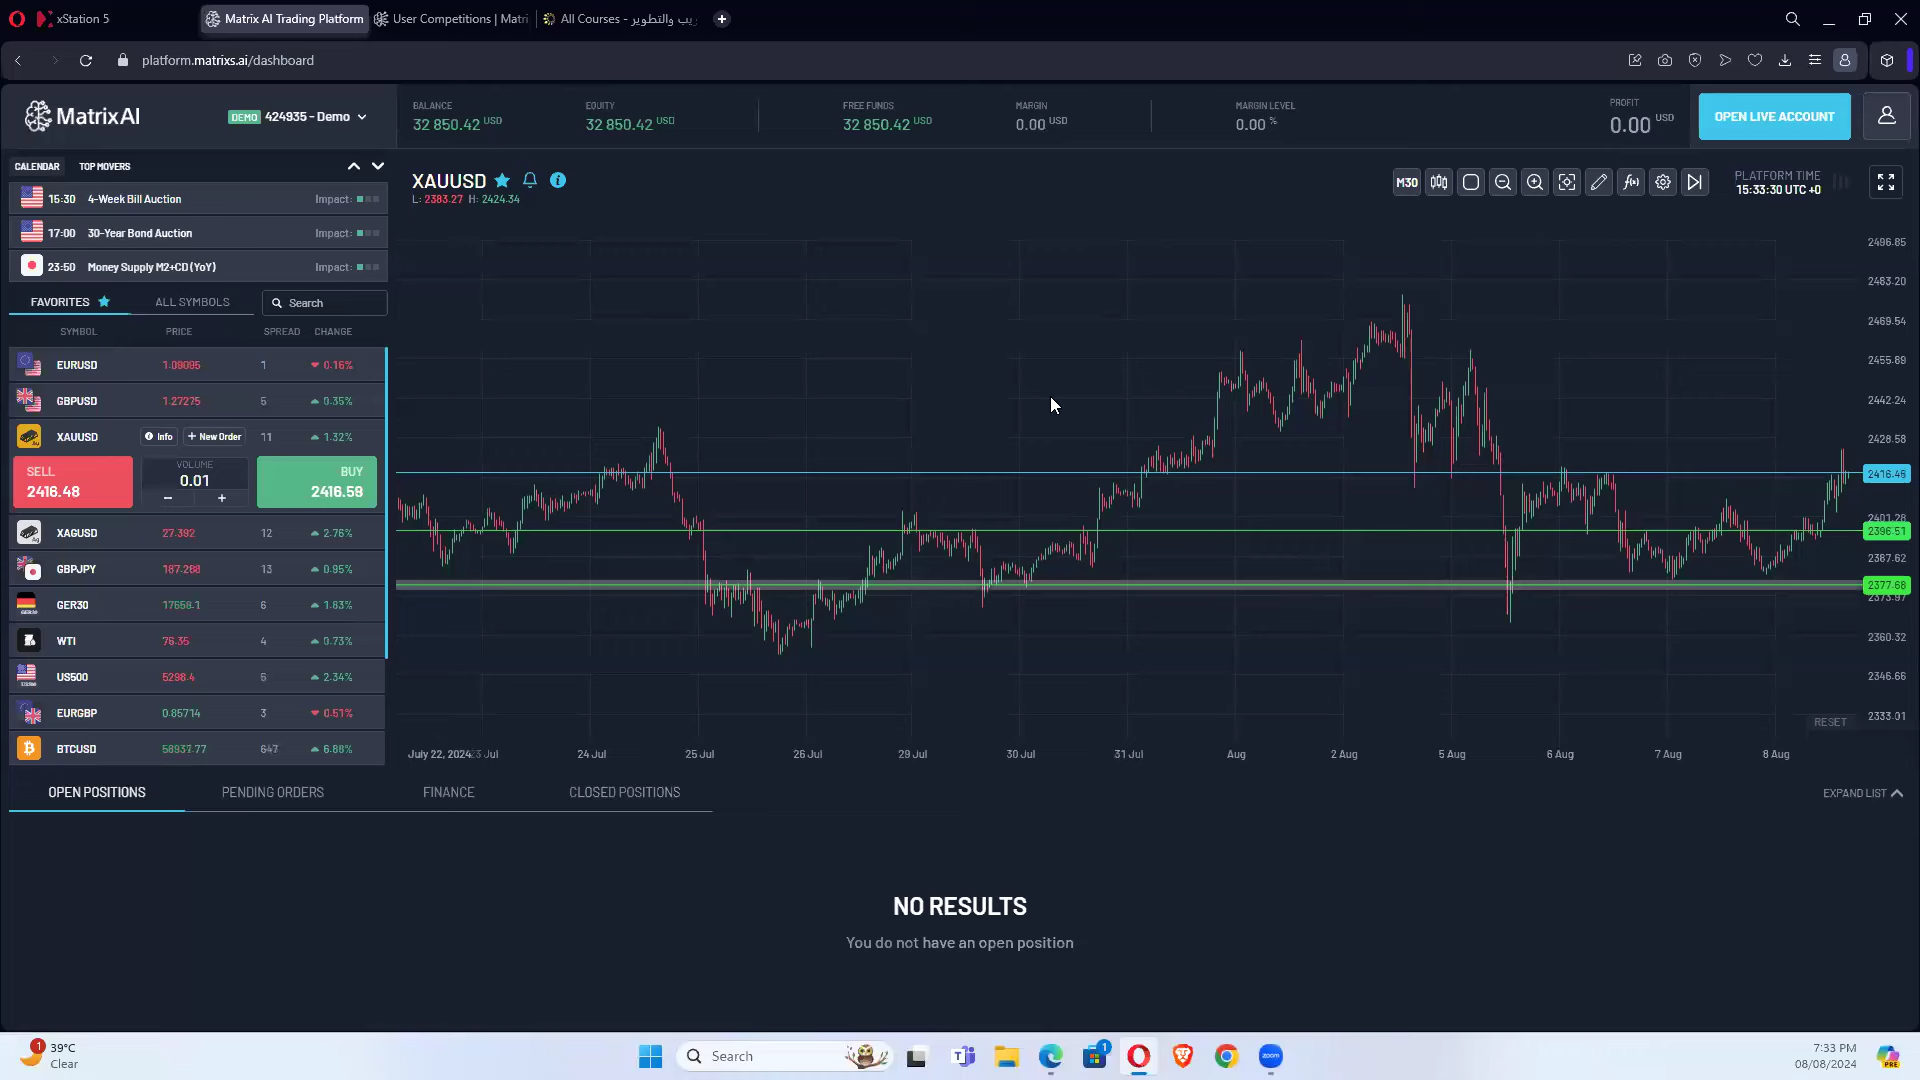 xStation 5
Matrix AI Trading Platform
User Competitions | Matri
All Courses - ريب والتطوير
platform.matrixs.ai/dashboard
MatrixAI
DEMO 424935 - Demo
BALANCE
32 850.42 USD
EQUITY
32 850.42 USD
FREE FUNDS
32 850.42 USD
MARGIN
0.00 USD
MARGIN LEVEL
0.00 %
PROFIT
0.00 USD
OPEN LIVE ACCOUNT
CALENDAR TOP MOVERS
15:30 4-Week Bill Auction Impact:
17:00 30-Year Bond Auction Impact:
23:50 Money Supply M2+CD (YoY) Impact:
FAVORITES ALL SYMBOLS Search
SYMBOL PRICE SPREAD CHANGE
EURUSD 1.09095 1 0.16%
GBPUSD 1.27275 5 0.35%
XAUUSD Info + New Order 11 1.32%
SELL
2416.48
VOLUME
0.01
− +
BUY
2416.59
XAGUSD 27.392 12 2.76%
GBPJPY 187.268 13 0.95%
GER30 17658.1 6 1.63%
WTI 76.35 4 0.73%
US500 5298.4 5 2.34%
EURGBP 0.85714 3 0.51%
BTCUSD 58937.77 647 6.88%
XAUUSD
L: 2383.27 H: 2424.34
M30
PLATFORM TIME
15:33:30 UTC +0
2496.85
2483.20
2469.54
2455.89
2442.24
2428.58
2416.48
2401.28
2396.51
2387.62
2377.68
2373.97
2360.32
2346.66
2333.01
RESET
July 22, 2024 23 Jul 24 Jul 25 Jul 26 Jul 29 Jul 30 Jul 31 Jul Aug 2 Aug 5 Aug 6 Aug 7 Aug 8 Aug
OPEN POSITIONS PENDING ORDERS FINANCE CLOSED POSITIONS EXPAND LIST
NO RESULTS
You do not have an open position
1
39°C
Clear
Search
1
zoom
7:33 PM
08/08/2024
PRE